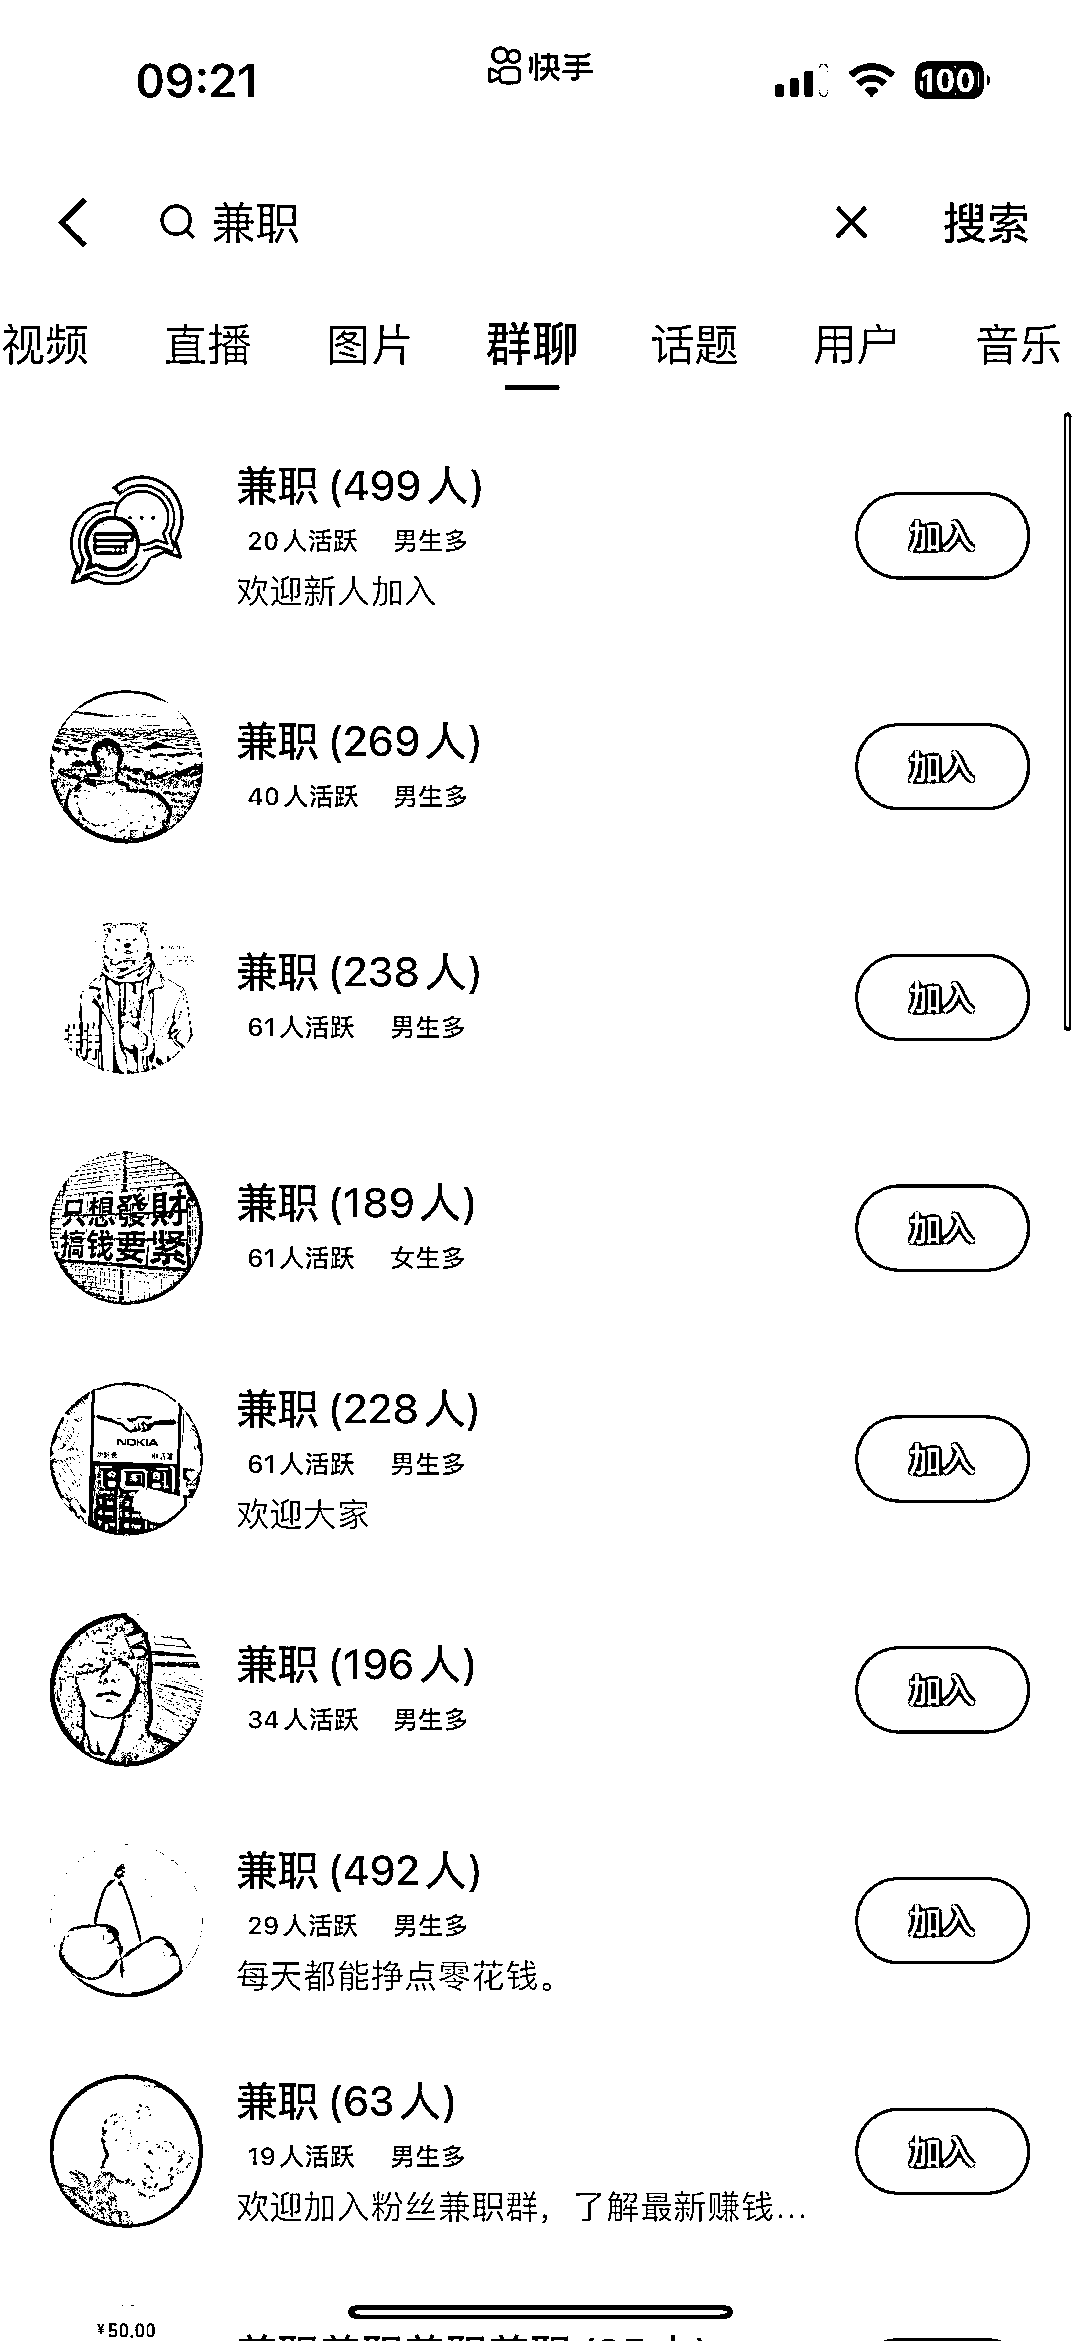 09:21
快手
100
兼职
搜索
视频 直播 图片 群聊 话题 用户 音乐
兼职 (499人)
20人活跃 男生多
欢迎新人加入
加入
兼职 (269人)
40人活跃 男生多
加入
兼职 (238人)
61人活跃 男生多
加入
只想發財
搞钱要紧
兼职 (189人)
61人活跃 女生多
加入
NOKIA
兼职 (228人)
61人活跃 男生多
欢迎大家
加入
兼职 (196人)
34人活跃 男生多
加入
兼职 (492人)
29人活跃 男生多
每天都能挣点零花钱。
加入
兼职 (63人)
19人活跃 男生多
欢迎加入粉丝兼职群，了解最新赚钱...
加入
¥50.00